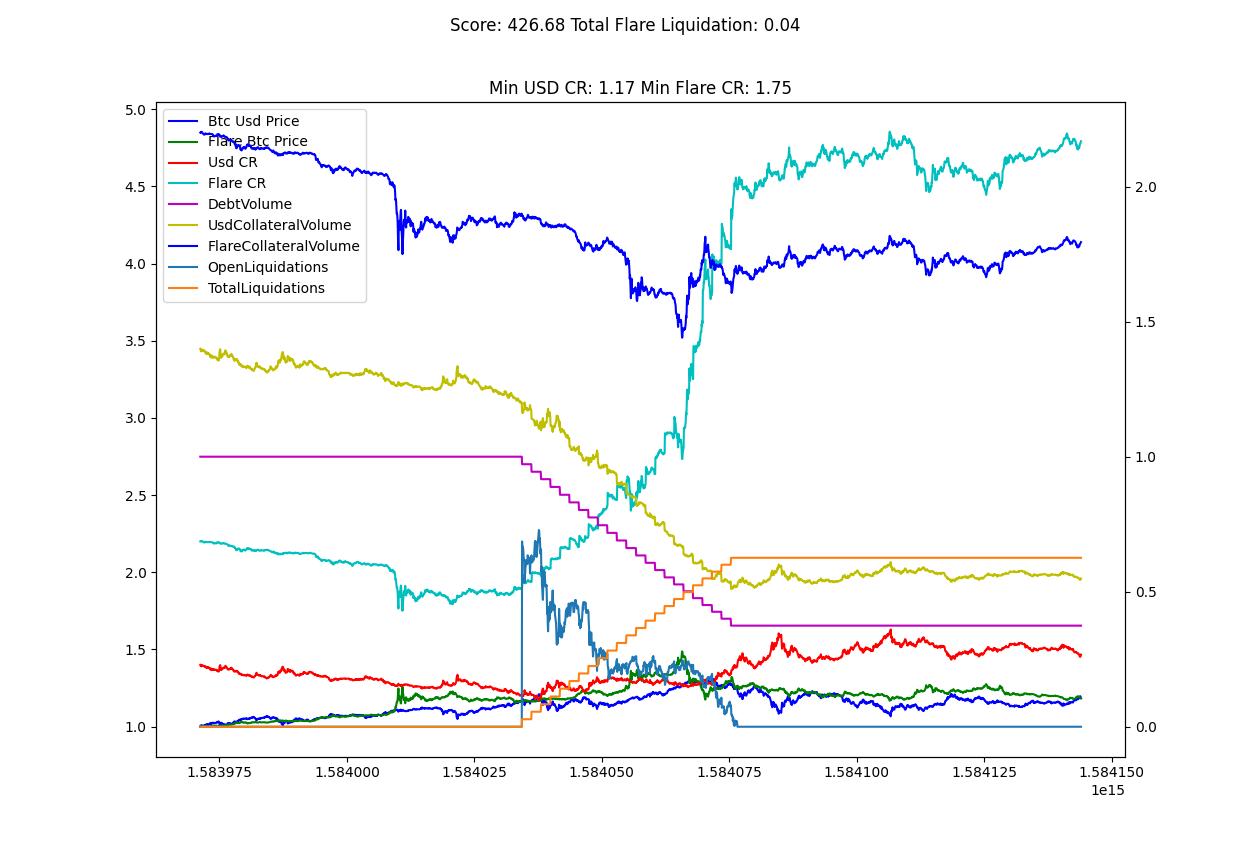 Score: 426.68 Total Flare Liquidation: 0.04
Min USD CR: 1.17 Min Flare CR: 1.75
Btc Usd Price
Flare Btc Price
Usd CR
Flare CR
DebtVolume
UsdCollateralVolume
FlareCollateralVolume
OpenLiquidations
TotalLiquidations
5.0
4.5
4.0
3.5
3.0
2.5
2.0
1.5
1.0
2.0
1.5
1.0
0.5
0.0
1.583975
1.584000
1.584025
1.584050
1.584075
1.584100
1.584125
1.584150
1e15